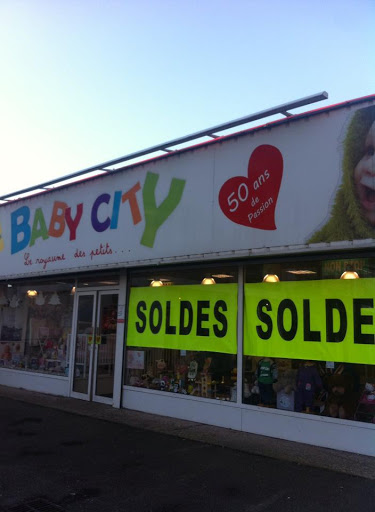 BABY CITY
Le royaume des petits...
50 ans
de
Passion
SOLDES
SOLDE